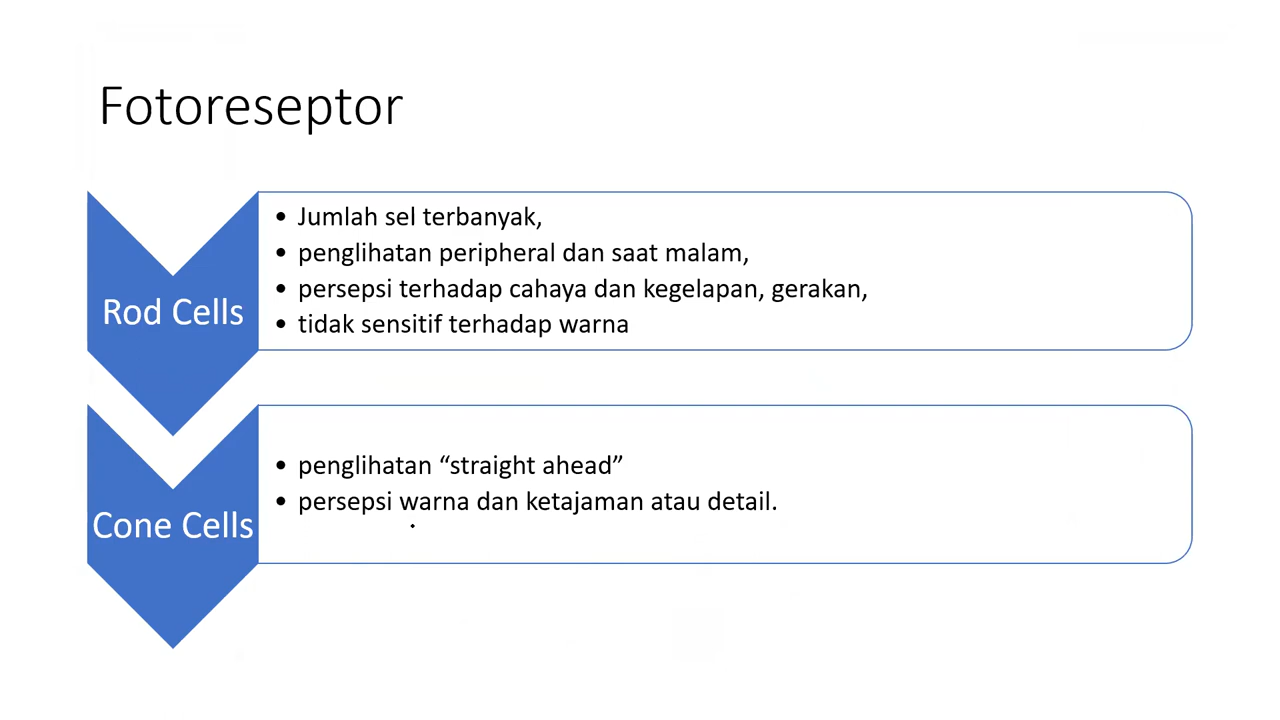 Fotoreseptor
Rod Cells
• Jumlah sel terbanyak,
• penglihatan peripheral dan saat malam,
• persepsi terhadap cahaya dan kegelapan, gerakan,
• tidak sensitif terhadap warna
Cone Cells
• penglihatan “straight ahead”
• persepsi warna dan ketajaman atau detail.